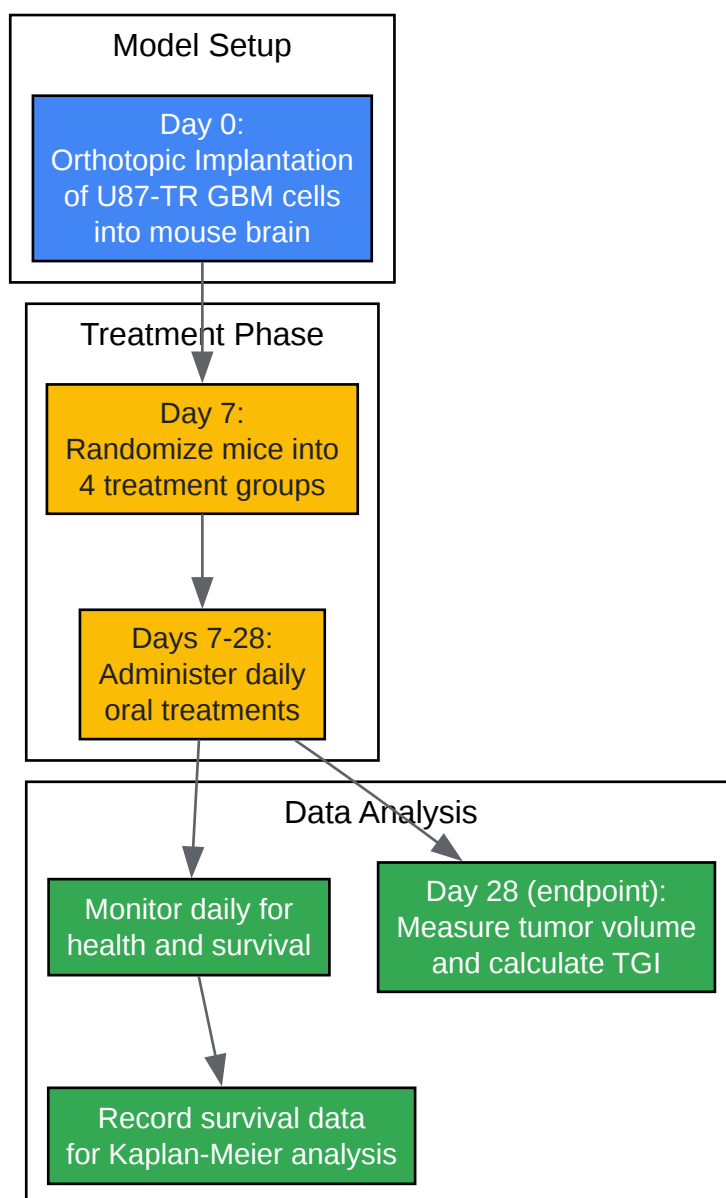 Model Setup
Day 0:
Orthotopic Implantation
of U87-TR GBM cells
into mouse brain
Treatment Phase
Day 7:
Randomize mice into
4 treatment groups
Days 7-28:
Administer daily
oral treatments
Data Analysis
Monitor daily for
health and survival
Day 28 (endpoint):
Measure tumor volume
and calculate TGI
Record survival data
for Kaplan-Meier analysis